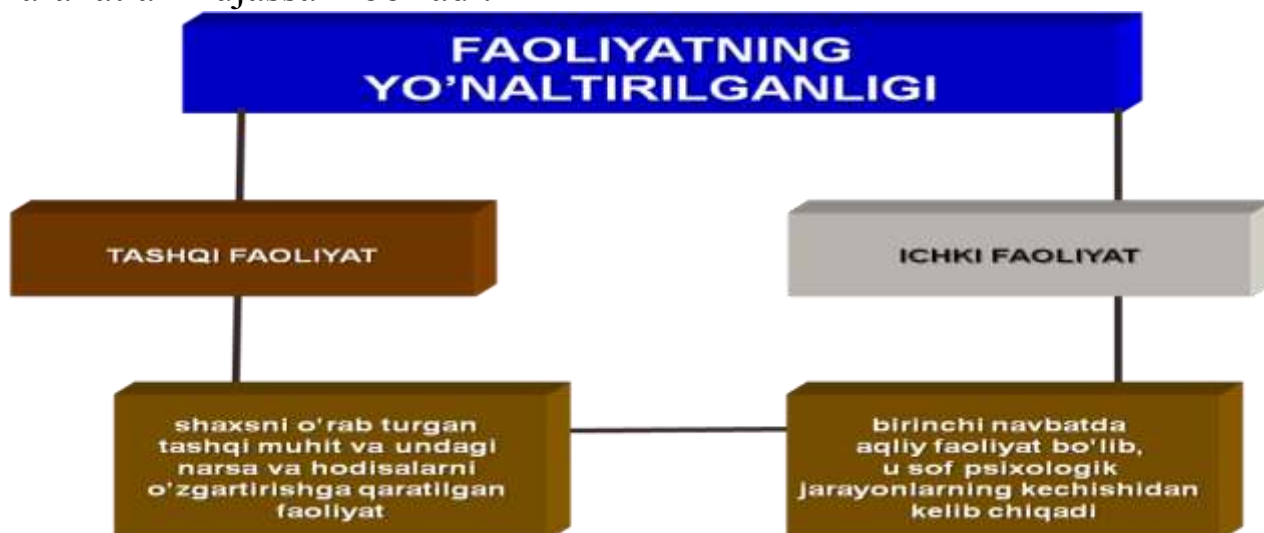 FAOLIYATNING
YO’NALTIRILGANLIGI
TASHQI FAOLIYAT
ICHKI FAOLIYAT
shaxsni o’rab turgan
tashqi muhit va undagi
narsa va hodisalarni
o’zgartirishga qaratilgan
faoliyat
birinchi navbatda
aqliy faoliyat bo’lib,
u sof psixologik
jarayonlarning kechishidan
kelib chiqadi